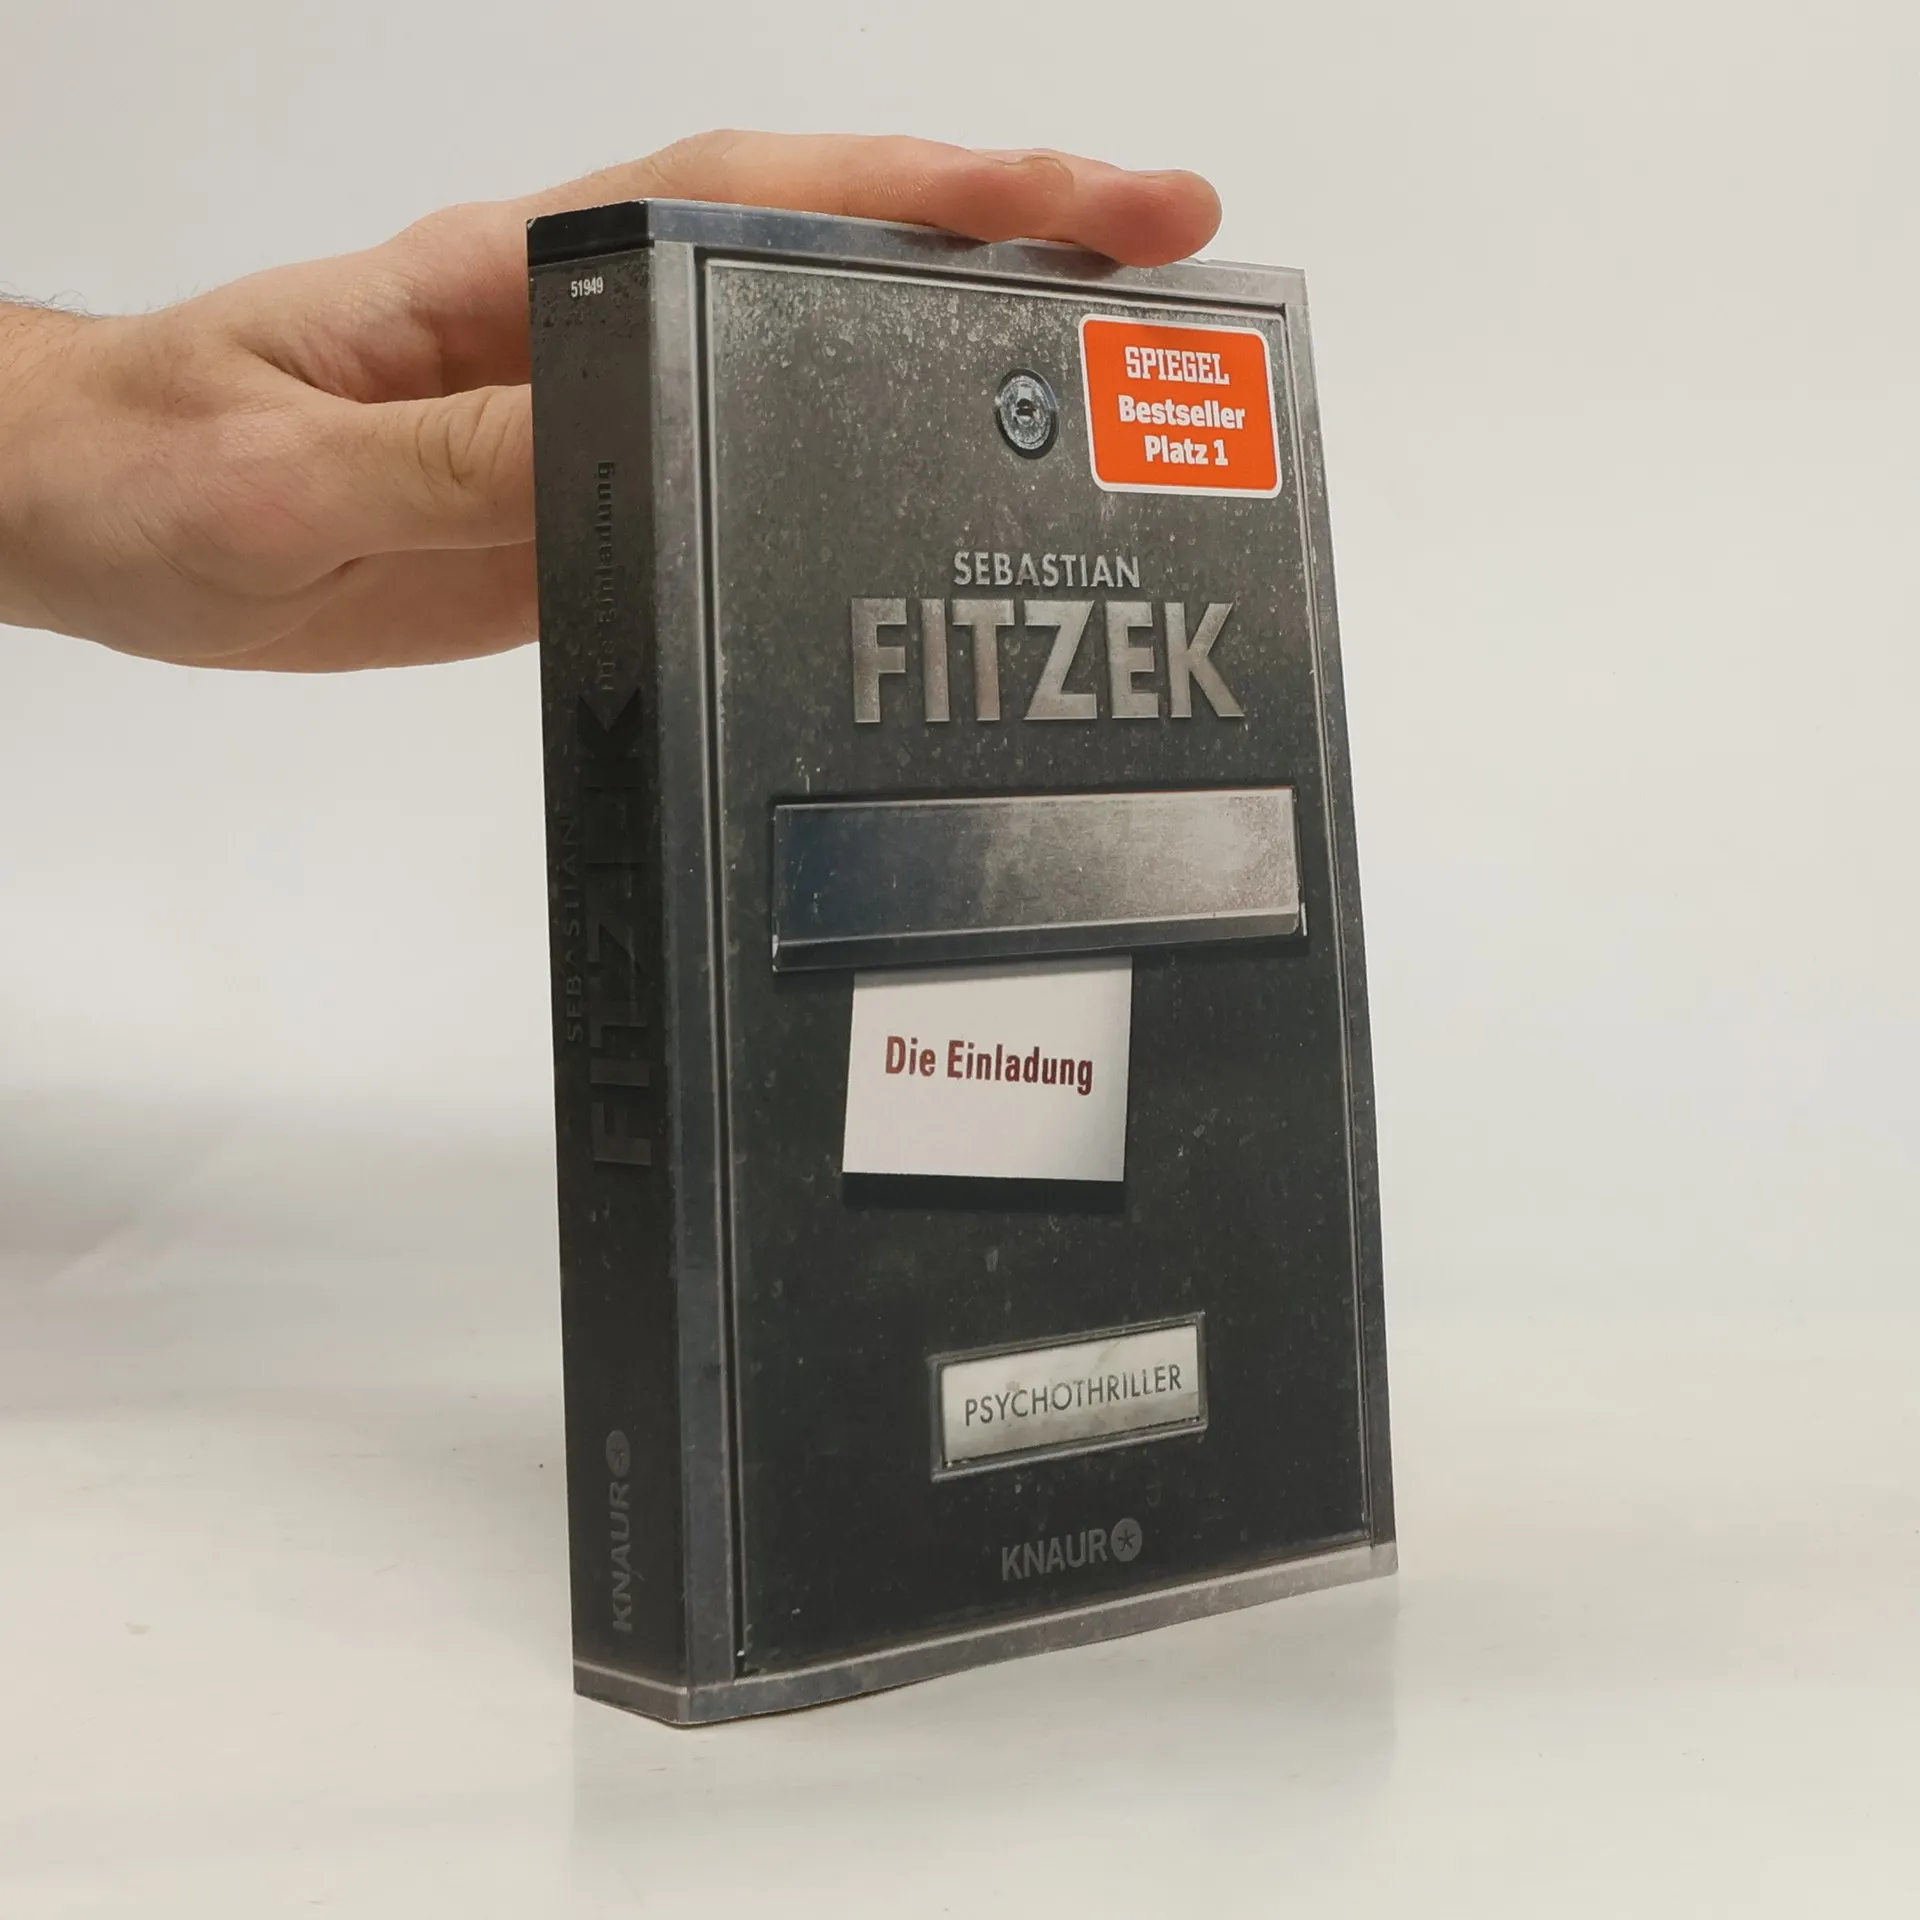 51949
Die Einladung
SEBASTIAN
FITZEK
KNAUR
SPIEGEL
Bestseller
Platz 1
SEBASTIAN
FITZEK
Die Einladung
PSYCHOTHRILLER
KNAUR